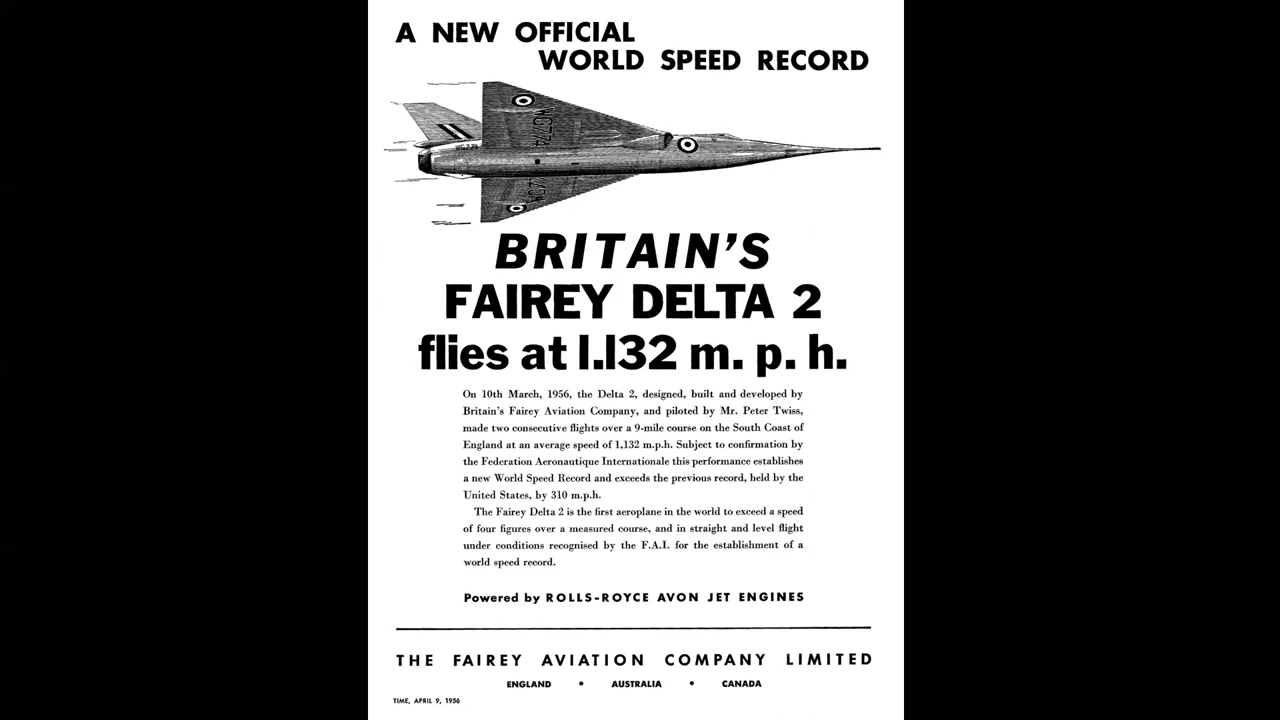 A NEW OFFICIAL
WORLD SPEED RECORD
WG774
WG774
BRITAIN'S
FAIREY DELTA 2
flies at 1.132 m. p. h.
On 10th March, 1956, the Delta 2, designed, built and developed by
Britain's Fairey Aviation Company, and piloted by Mr. Peter Twiss,
made two consecutive flights over a 9-mile course on the South Coast of
England at an average speed of 1,132 m.p.h. Subject to confirmation by
the Federation Aeronautique Internationale this performance establishes
a new World Speed Record and exceeds the previous record, held by the
United States, by 310 m.p.h.
The Fairey Delta 2 is the first aeroplane in the world to exceed a speed
of four figures over a measured course, and in straight and level flight
under conditions recognised by the F.A.I. for the establishment of a
world speed record.
Powered by ROLLS-ROYCE AVON JET ENGINES
THE FAIREY AVIATION COMPANY LIMITED
ENGLAND • AUSTRALIA • CANADA
TIME, APRIL 9, 1956